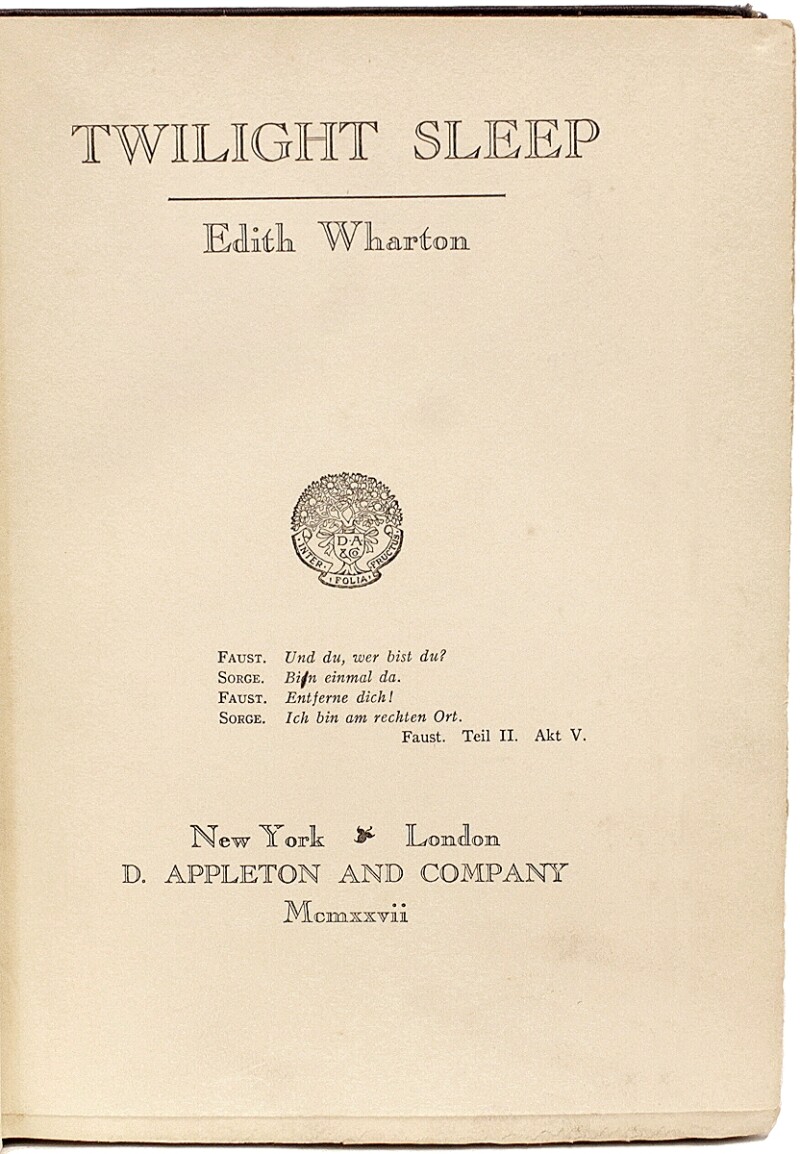 TWILIGHT SLEEP
Edith Wharton
D·A
&Co
·INTER·FOLIA·FRUCTUS·
FAUST. Und du, wer bist du?
SORGE. Bin einmal da.
FAUST. Entferne dich!
SORGE. Ich bin am rechten Ort.
Faust. Teil II. Akt V.
New York London
D. APPLETON AND COMPANY
Mcmxxvii